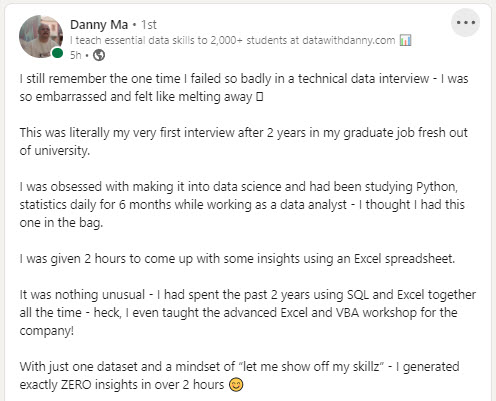 Danny Ma • 1st
I teach essential data skills to 2,000+ students at datawithdanny.com 📊
5h •
I still remember the one time I failed so badly in a technical data interview - I was
so embarrassed and felt like melting away ▯
This was literally my very first interview after 2 years in my graduate job fresh out
of university.
I was obsessed with making it into data science and had been studying Python,
statistics daily for 6 months while working as a data analyst - I thought I had this
one in the bag.
I was given 2 hours to come up with some insights using an Excel spreadsheet.
It was nothing unusual - I had spent the past 2 years using SQL and Excel together
all the time - heck, I even taught the advanced Excel and VBA workshop for the
company!
With just one dataset and a mindset of “let me show off my skillz” - I generated
exactly ZERO insights in over 2 hours 😊